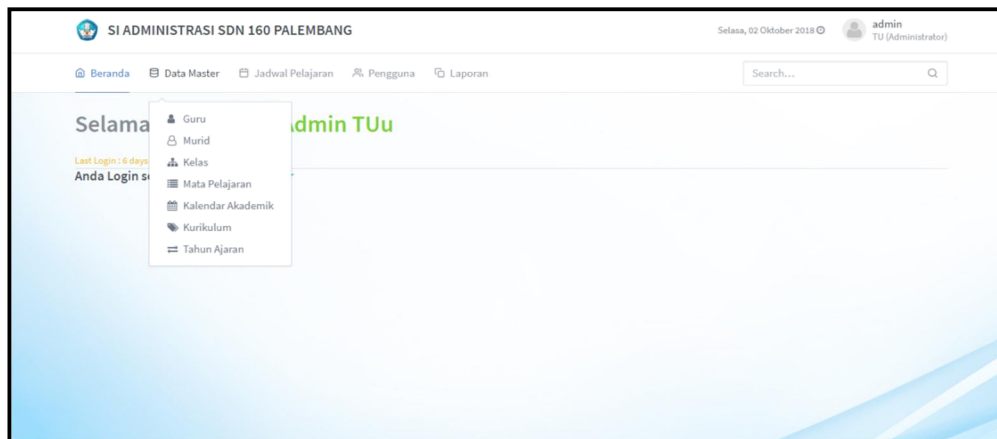 SI ADMINISTRASI SDN 160 PALEMBANG
Selasa, 02 Oktober 2018
admin
TU (Administrator)
Beranda Data Master Jadwal Pelajaran Pengguna Laporan Search...
Selama dmin TUu
Last Login : 6 days
Anda Login se
Guru
Murid
Kelas
Mata Pelajaran
Kalendar Akademik
Kurikulum
Tahun Ajaran